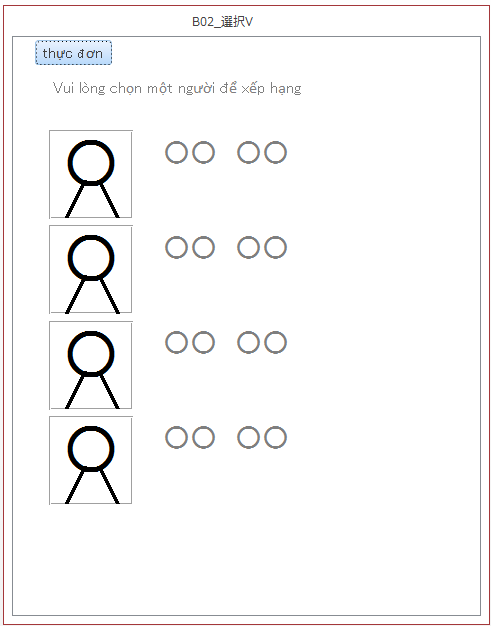 B02_選択V
thực đơn
Vui lòng chọn một người để xếp hạng
○○ ○○
○○ ○○
○○ ○○
○○ ○○